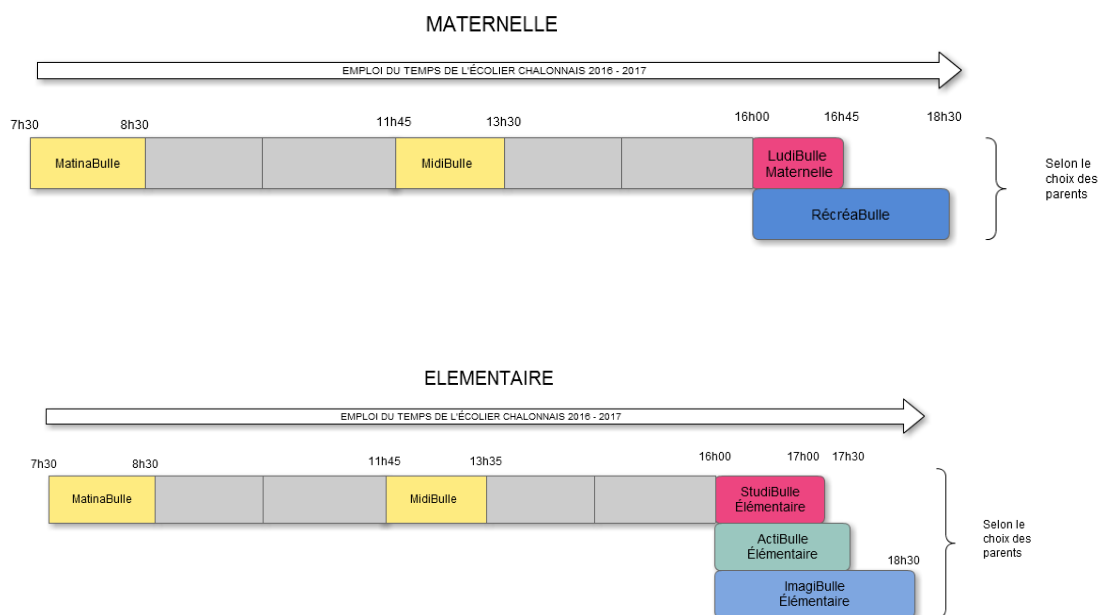 MATERNELLE
EMPLOI DU TEMPS DE L'ÉCOLIER CHALONNAIS 2016 - 2017
7h30 8h30 11h45 13h30 16h00 16h45 18h30
MatinaBulle MidiBulle LudiBulle
Maternelle
RécréaBulle
Selon le
choix des
parents
ELEMENTAIRE
EMPLOI DU TEMPS DE L'ÉCOLIER CHALONNAIS 2016 - 2017
7h30 8h30 11h45 13h35 16h00 17h00 17h30
MatinaBulle MidiBulle StudiBulle
Élémentaire
ActiBulle
Élémentaire
18h30
ImagiBulle
Élémentaire
Selon le
choix des
parents